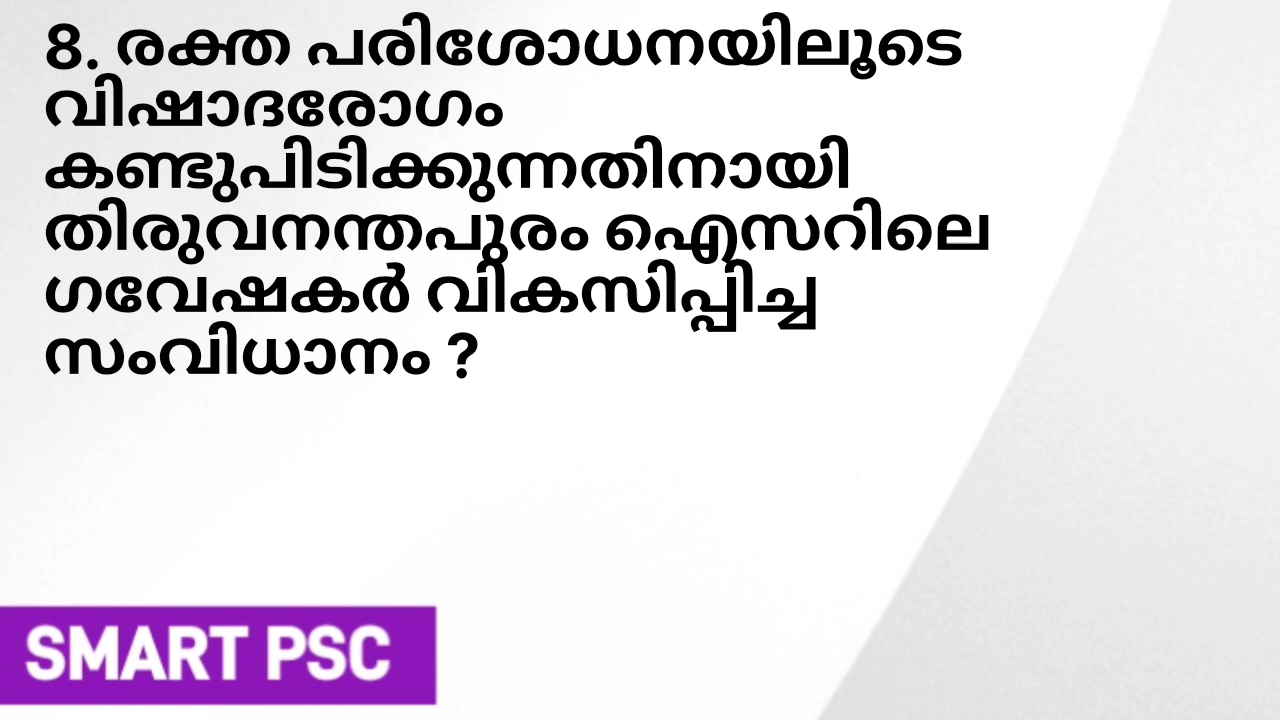 8. രക്ത പരിശോധനയിലൂടെ
വിഷാദരോഗം
കണ്ടുപിടിക്കുന്നതിനായി
തിരുവനന്തപുരം ഐസറിലെ
ഗവേഷകർ വികസിപ്പിച്ച
സംവിധാനം ?
SMART PSC